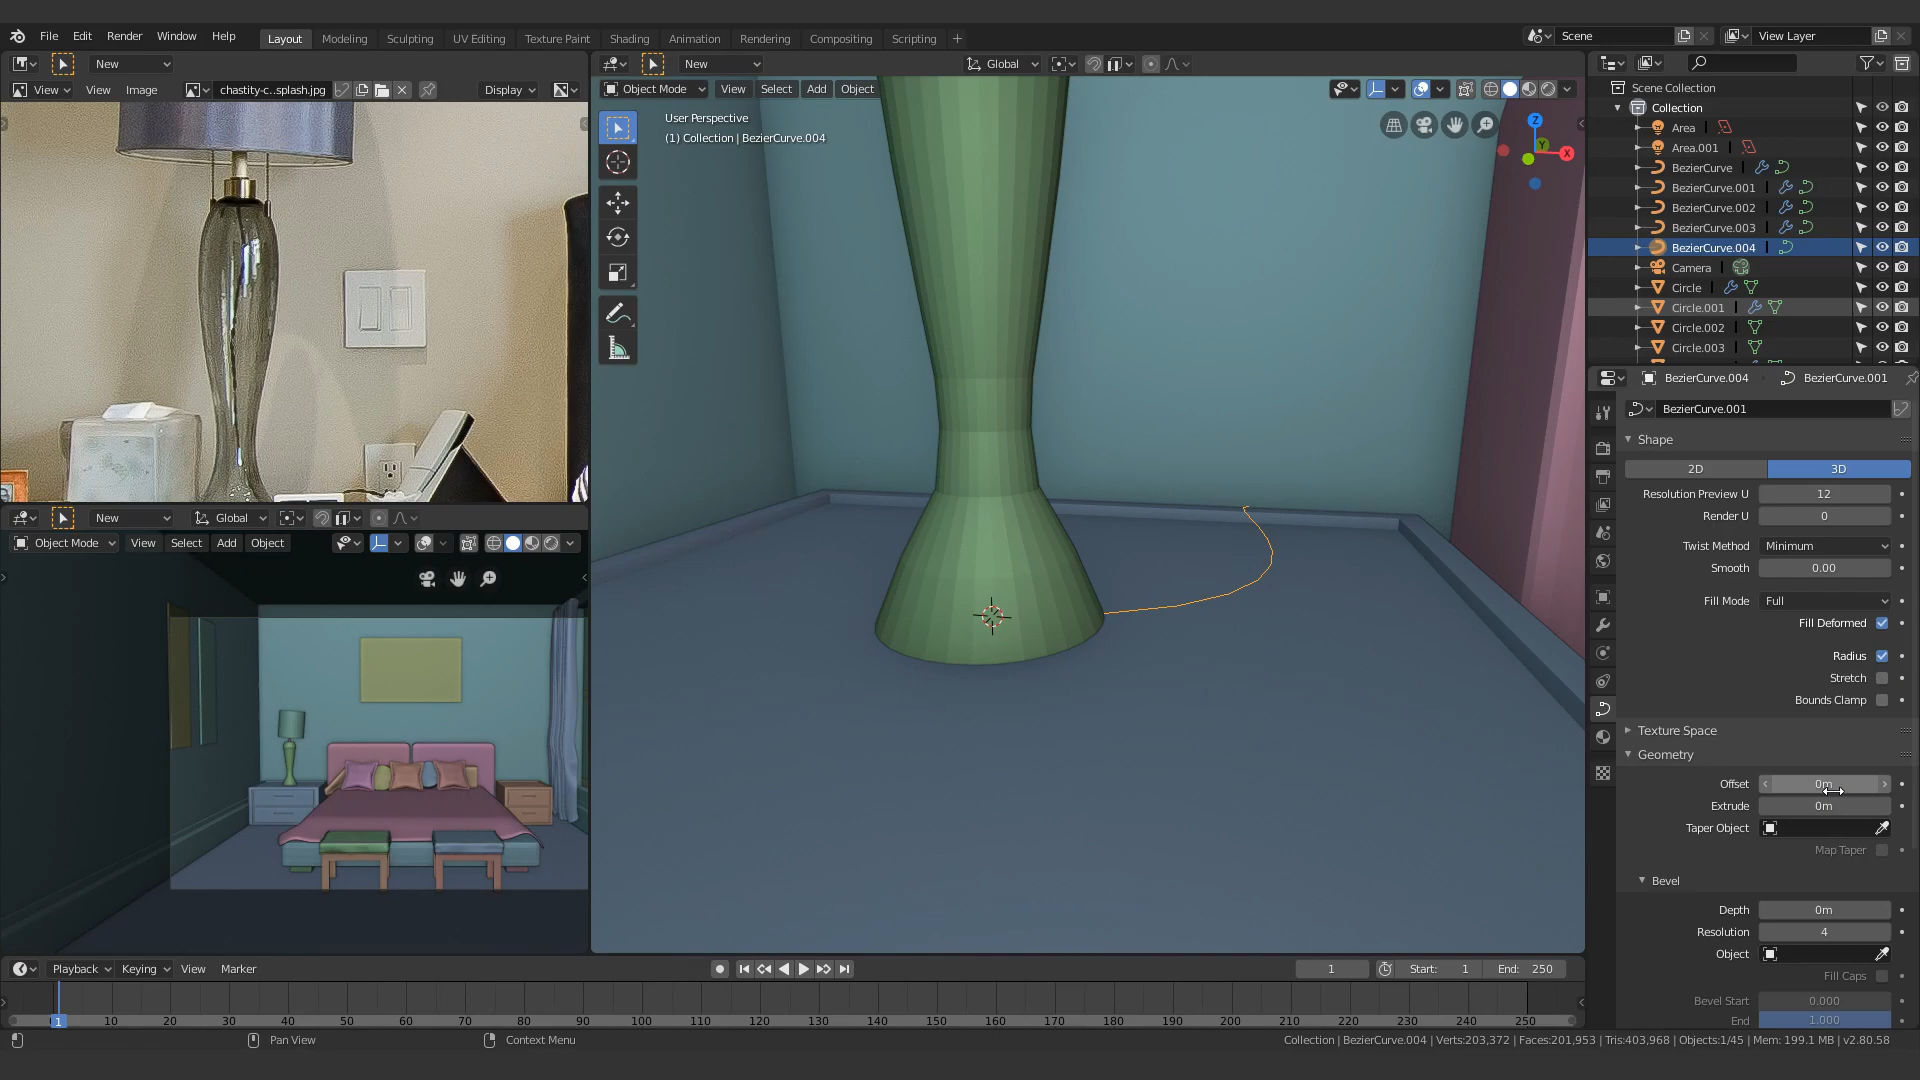 File Edit Render Window Help Layout Modeling Sculpting UV Editing Texture Paint Shading Animation Rendering Compositing Scripting + Scene View Layer
New
View View Image chastity-c..splash.jpg Display
New Global
Object Mode View Select Add Object
User Perspective
(1) Collection | BezierCurve.004
Z
Y
X
Scene Collection
Collection
Area
Area.001
BezierCurve
BezierCurve.001
BezierCurve.002
BezierCurve.003
BezierCurve.004
Camera
Circle
Circle.001
Circle.002
Circle.003
BezierCurve.004 BezierCurve.001
BezierCurve.001
Shape
2D 3D
Resolution Preview U 12
Render U 0
Twist Method Minimum
Smooth 0.00
Fill Mode Full
Fill Deformed
Radius
Stretch
Bounds Clamp
Texture Space
Geometry
Offset 0m
Extrude 0m
Taper Object
Map Taper
Bevel
Depth 0m
Resolution 4
Object
Fill Caps
Bevel Start 0.000
End 1.000
New Global
Object Mode View Select Add Object
Playback Keying View Marker 1 Start: 1 End: 250
1 10 20 30 40 50 60 70 80 90 100 110 120 130 140 150 160 170 180 190 200 210 220 230 240 250
Pan View Context Menu Collection | BezierCurve.004 | Verts:203,372 | Faces:201,953 | Tris:403,968 | Objects:1/45 | Mem: 199.1 MB | v2.80.58